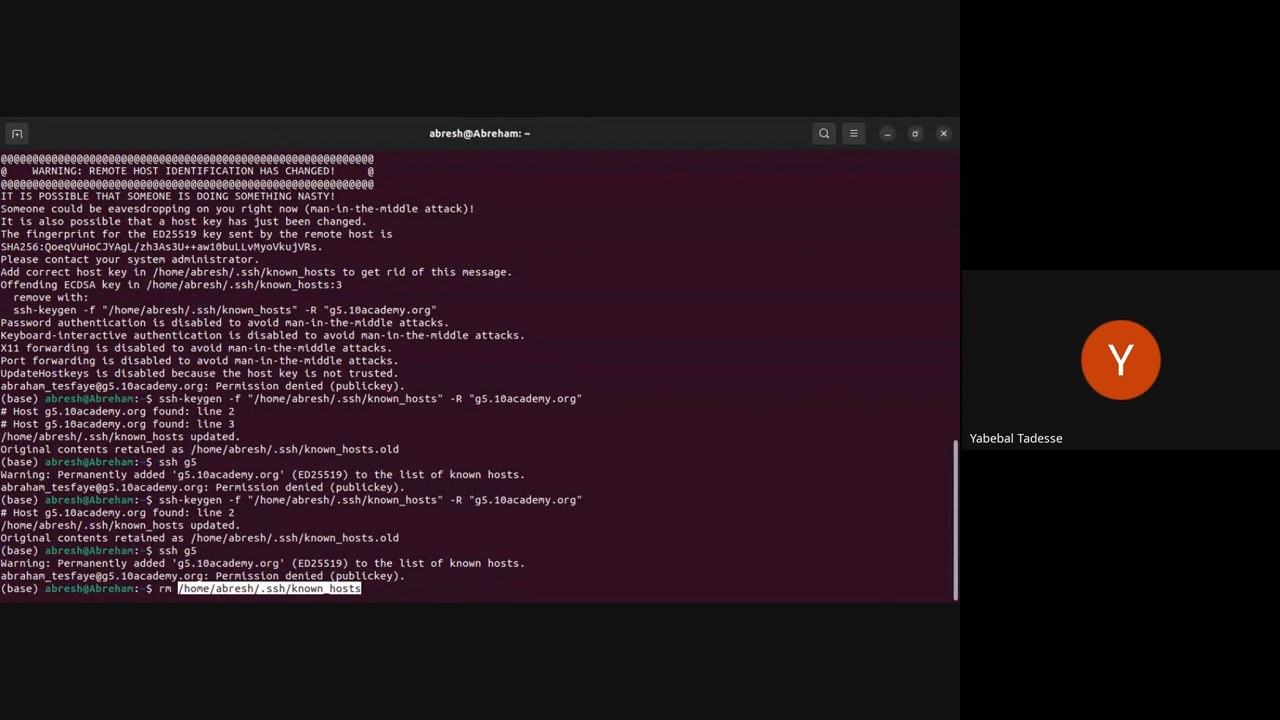 abresh@Abreham: ~
@@@@@@@@@@@@@@@@@@@@@@@@@@@@@@@@@@@@@@@@@@@@@@@@@@@@@@@@@@@
@    WARNING: REMOTE HOST IDENTIFICATION HAS CHANGED!     @
@@@@@@@@@@@@@@@@@@@@@@@@@@@@@@@@@@@@@@@@@@@@@@@@@@@@@@@@@@@
IT IS POSSIBLE THAT SOMEONE IS DOING SOMETHING NASTY!
Someone could be eavesdropping on you right now (man-in-the-middle attack)!
It is also possible that a host key has just been changed.
The fingerprint for the ED25519 key sent by the remote host is
SHA256:QoeqVuHoCJYAgL/zh3As3U++aw10buLLvMyoVkujVRs.
Please contact your system administrator.
Add correct host key in /home/abresh/.ssh/known_hosts to get rid of this message.
Offending ECDSA key in /home/abresh/.ssh/known_hosts:3
  remove with:
  ssh-keygen -f "/home/abresh/.ssh/known_hosts" -R "g5.10academy.org"
Password authentication is disabled to avoid man-in-the-middle attacks.
Keyboard-interactive authentication is disabled to avoid man-in-the-middle attacks.
X11 forwarding is disabled to avoid man-in-the-middle attacks.
Port forwarding is disabled to avoid man-in-the-middle attacks.
UpdateHostkeys is disabled because the host key is not trusted.
abraham_tesfaye@g5.10academy.org: Permission denied (publickey).
(base) abresh@Abreham:~$ ssh-keygen -f "/home/abresh/.ssh/known_hosts" -R "g5.10academy.org"
# Host g5.10academy.org found: line 2
# Host g5.10academy.org found: line 3
/home/abresh/.ssh/known_hosts updated.
Original contents retained as /home/abresh/.ssh/known_hosts.old
(base) abresh@Abreham:~$ ssh g5
Warning: Permanently added 'g5.10academy.org' (ED25519) to the list of known hosts.
abraham_tesfaye@g5.10academy.org: Permission denied (publickey).
(base) abresh@Abreham:~$ ssh-keygen -f "/home/abresh/.ssh/known_hosts" -R "g5.10academy.org"
# Host g5.10academy.org found: line 2
/home/abresh/.ssh/known_hosts updated.
Original contents retained as /home/abresh/.ssh/known_hosts.old
(base) abresh@Abreham:~$ ssh g5
Warning: Permanently added 'g5.10academy.org' (ED25519) to the list of known hosts.
abraham_tesfaye@g5.10academy.org: Permission denied (publickey).
(base) abresh@Abreham:~$ rm /home/abresh/.ssh/known_hosts
Y
Yabebal Tadesse